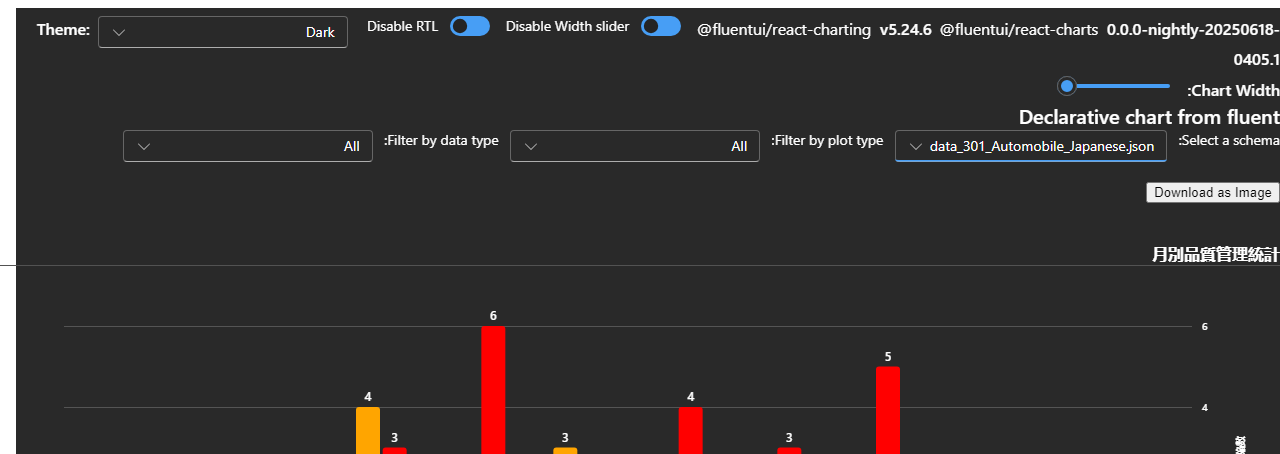 Theme: Dark Disable RTL Disable Width slider @fluentui/react-charting v5.24.6 @fluentui/react-charts 0.0.0-nightly-20250618-
0405.1
:Chart Width
Declarative chart from fluent
All :Filter by data type All :Filter by plot type data_301_Automobile_Japanese.json :Select a schema
Download as Image
月別品質管理統計
6
6
5
4
4
4
3
3
3